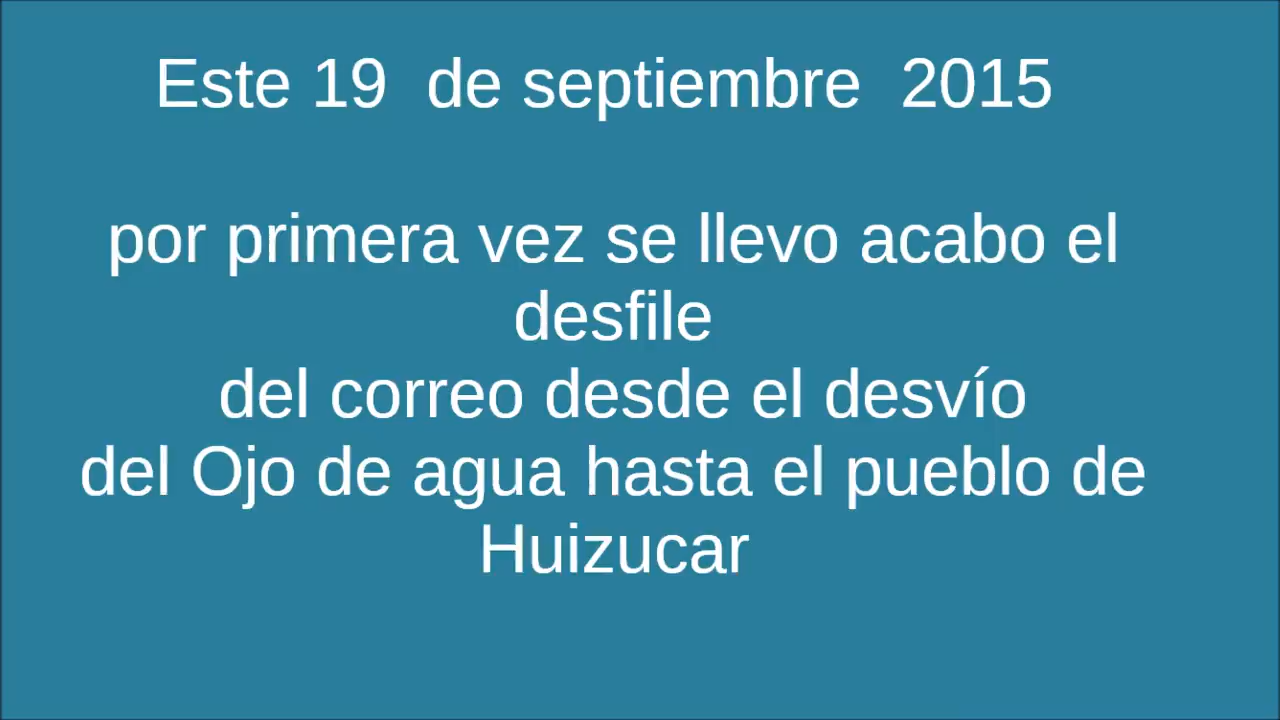 Este 19 de septiembre 2015
por primera vez se llevo acabo el
desfile
del correo desde el desvío
del Ojo de agua hasta el pueblo de
Huizucar